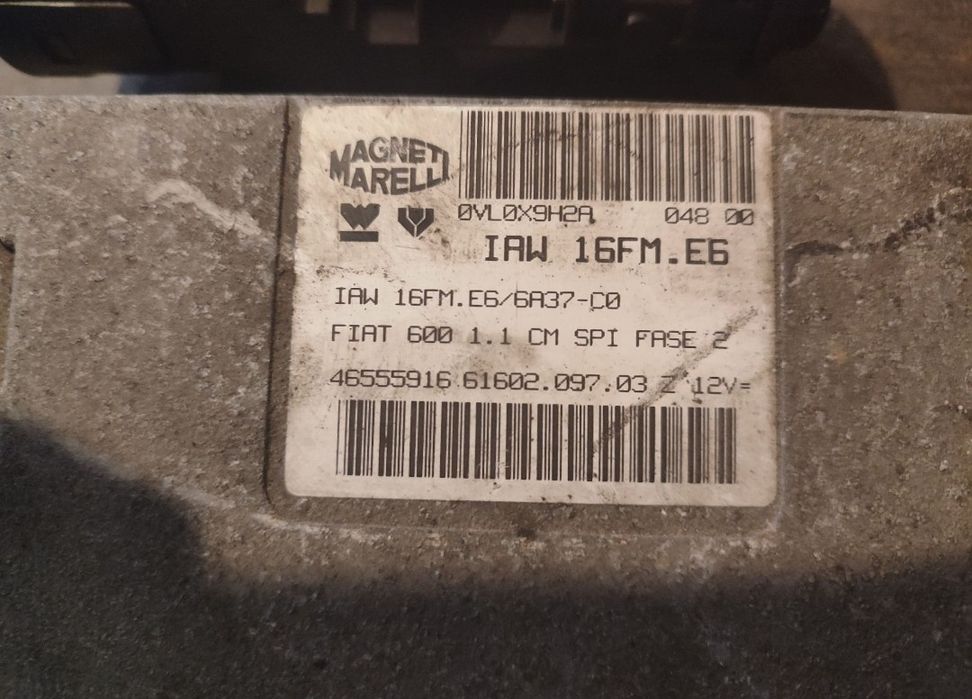 MAGNETI
MARELLI
0VL0X9H2A 048 00
IAW 16FM.E6
IAW 16FM.E6/6A37-C0
FIAT 600 1.1 CM SPI FASE 2
46555916 61602.097.03 Z 12V=